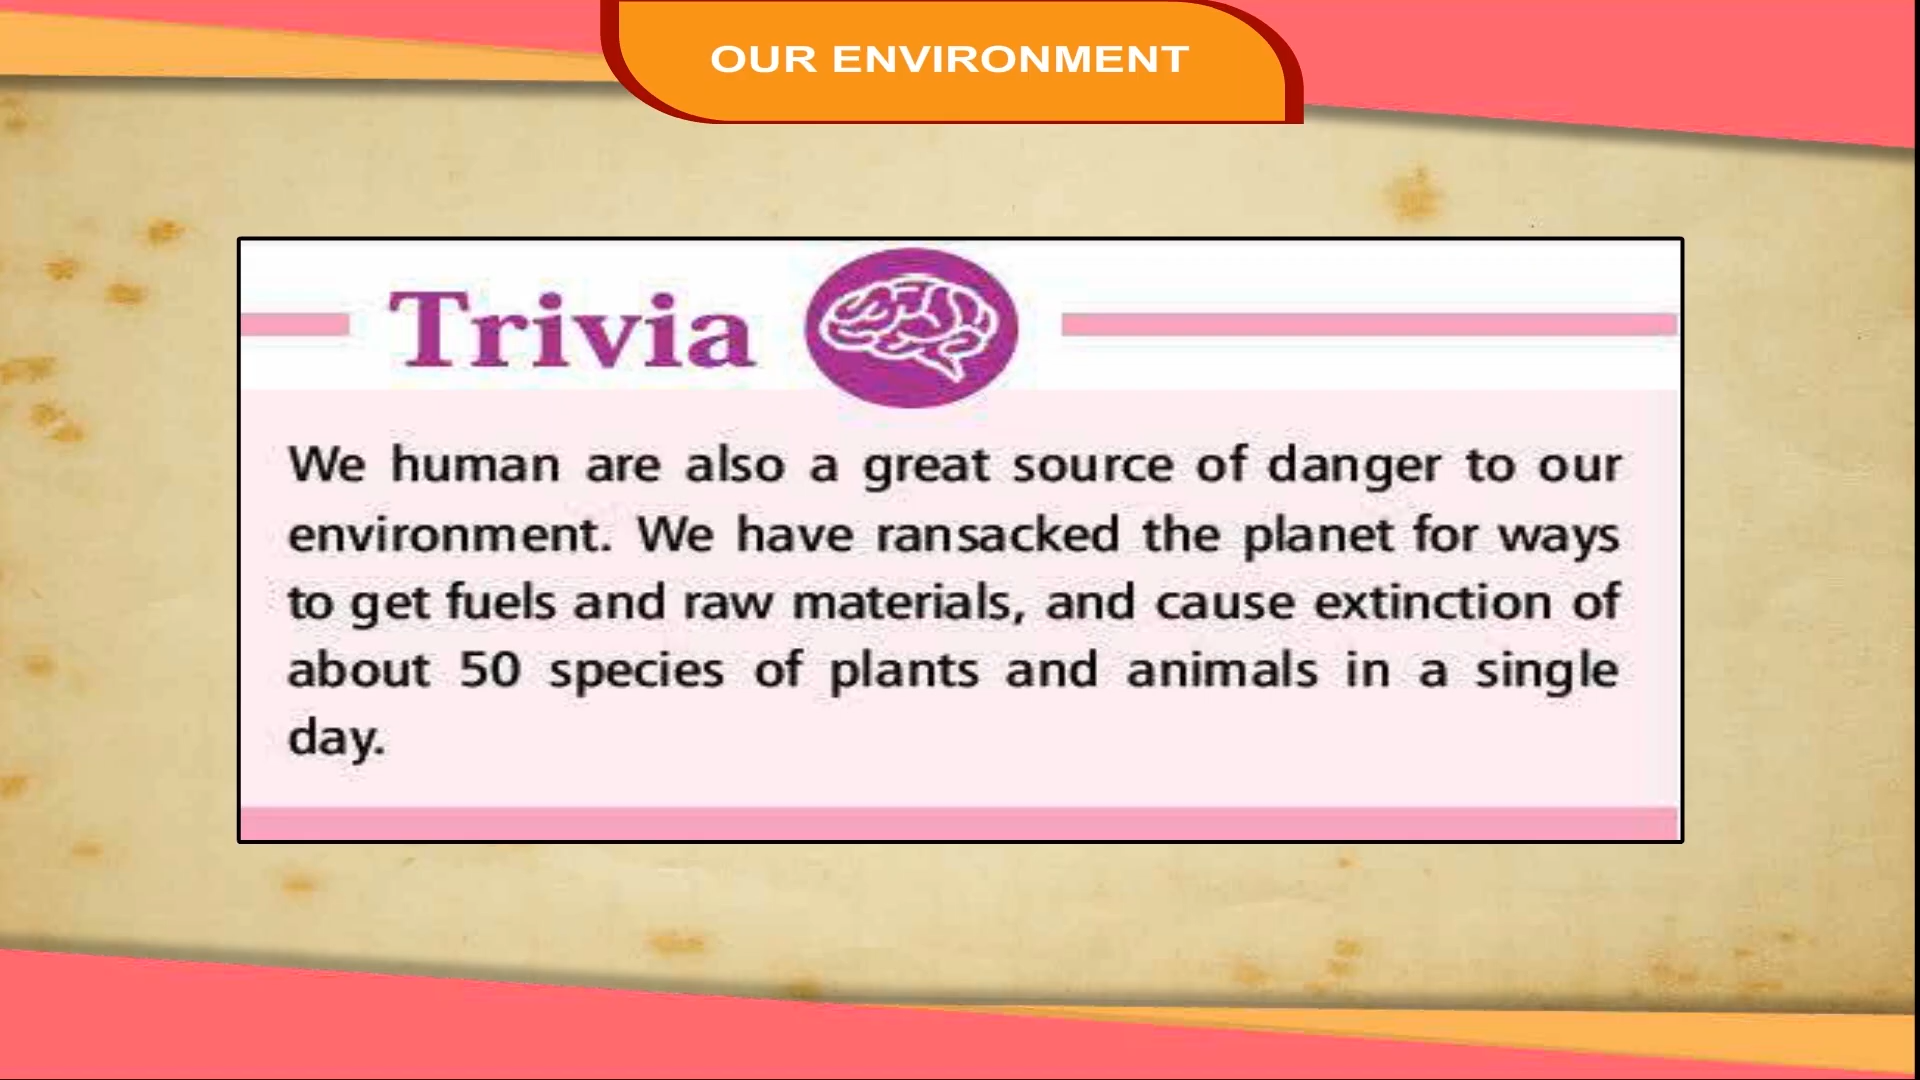 OUR ENVIRONMENT
Trivia
We human are also a great source of danger to our
environment. We have ransacked the planet for ways
to get fuels and raw materials, and cause extinction of
about 50 species of plants and animals in a single
day.